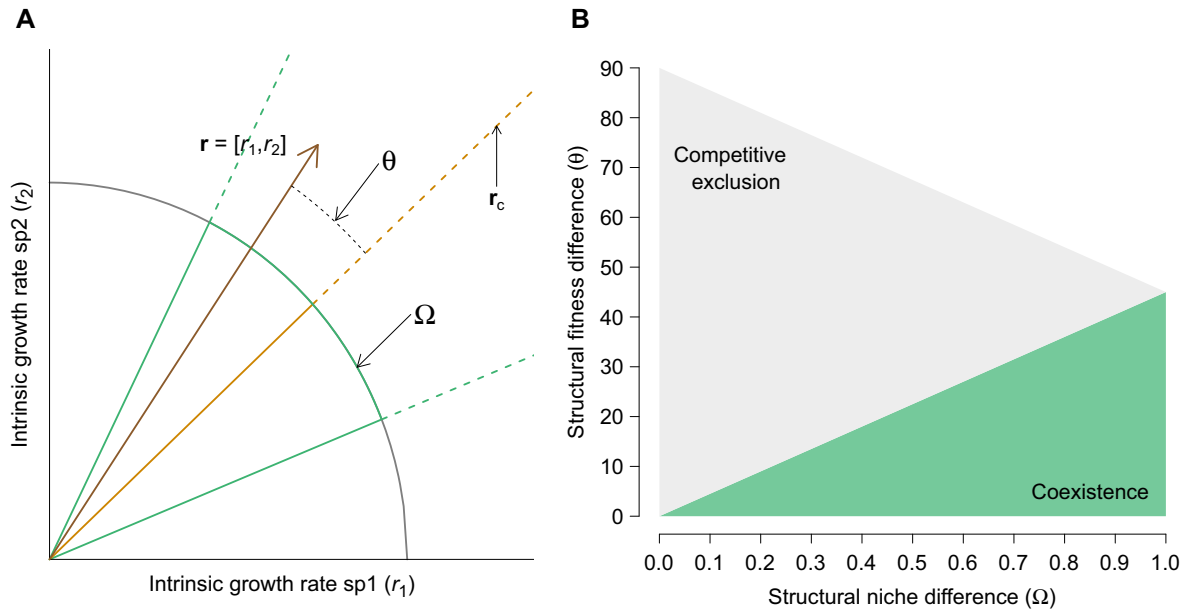 A
r = [r1,r2]
θ
rc
Ω
Intrinsic growth rate sp2 (r2)
Intrinsic growth rate sp1 (r1)
B
Structural fitness difference (θ)
90
80
70
60
50
40
30
20
10
0
Competitive
exclusion
Coexistence
0.0 0.1 0.2 0.3 0.4 0.5 0.6 0.7 0.8 0.9 1.0
Structural niche difference (Ω)